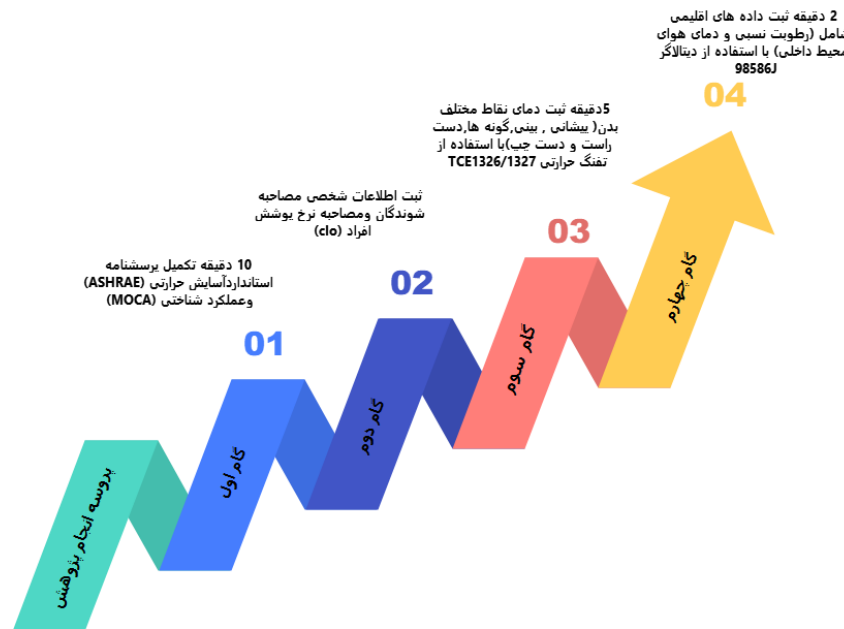 2 دقیقه ثبت داده های اقلیمی
شامل (رطوبت نسبی و دمای هوای
محیط داخلی) با استفاده از دیتالاگر
98586J
04
5دقیقه ثبت دمای نقاط مختلف
بدن( پیشانی , بینی,گونه ها,دست
راست و دست چپ)با استفاده از
تفنگ حرارتی TCE1326/1327
03
ثبت اطلاعات شخصی مصاحبه
شوندگان ومصاحبه نرخ پوشش
افراد (clo)
02
10 دقیقه تکمیل پرسشنامه
استانداردآسایش حرارتی (ASHRAE)
وعملکرد شناختی (MOCA)
01
پروسه انجام پژوهش
گام اول
گام دوم
گام سوم
گام چهارم